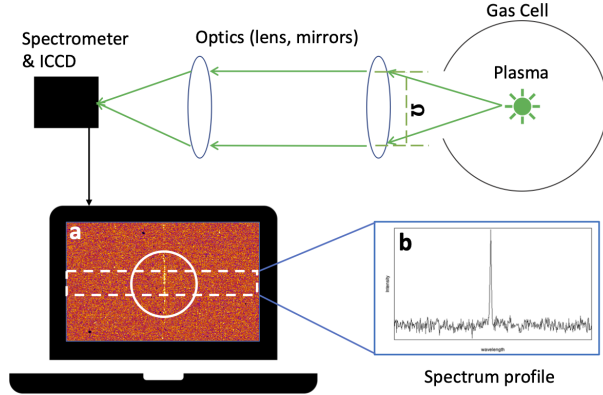 Gas Cell
Spectrometer
& ICCD
Optics (lens, mirrors)
Plasma
Ω
a
b
Intensity
wavelength
Spectrum profile